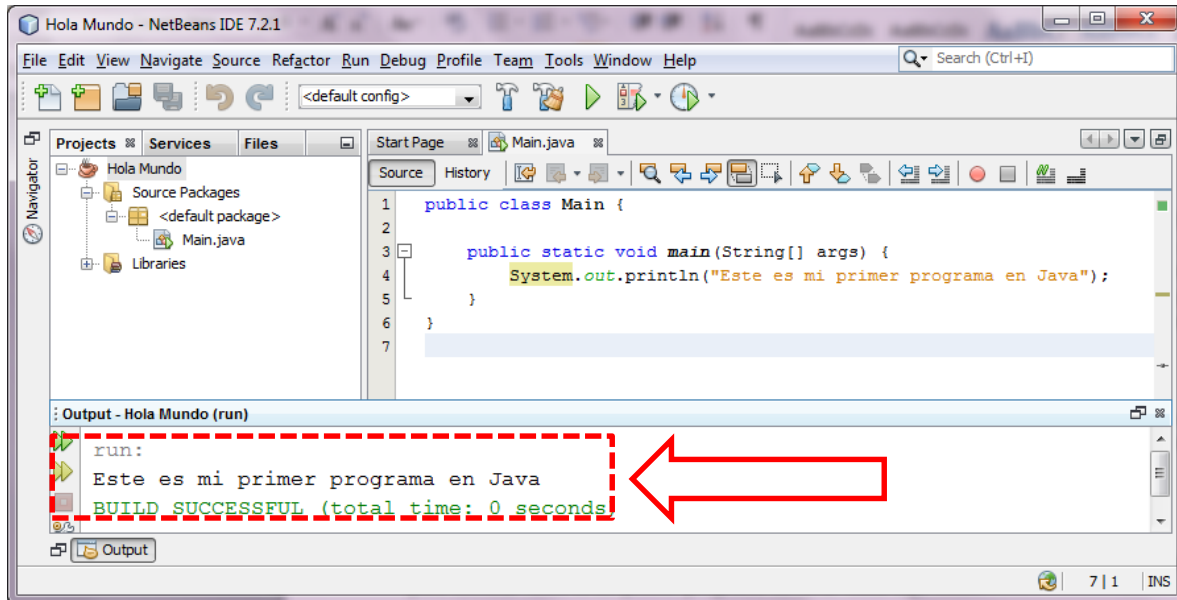 Hola Mundo - NetBeans IDE 7.2.1
File Edit View Navigate Source Refactor Run Debug Profile Team Tools Window Help
Search (Ctrl+I)
<default config>
Projects Services Files
Start Page Main.java
Navigator
Hola Mundo
Source Packages
<default package>
Main.java
Libraries
Source History
1 public class Main {
2
3 public static void main(String[] args) {
4 System.out.println("Este es mi primer programa en Java");
5 }
6 }
7
Output - Hola Mundo (run)
run:
Este es mi primer programa en Java
BUILD SUCCESSFUL (total time: 0 seconds)
Output
7 | 1 INS